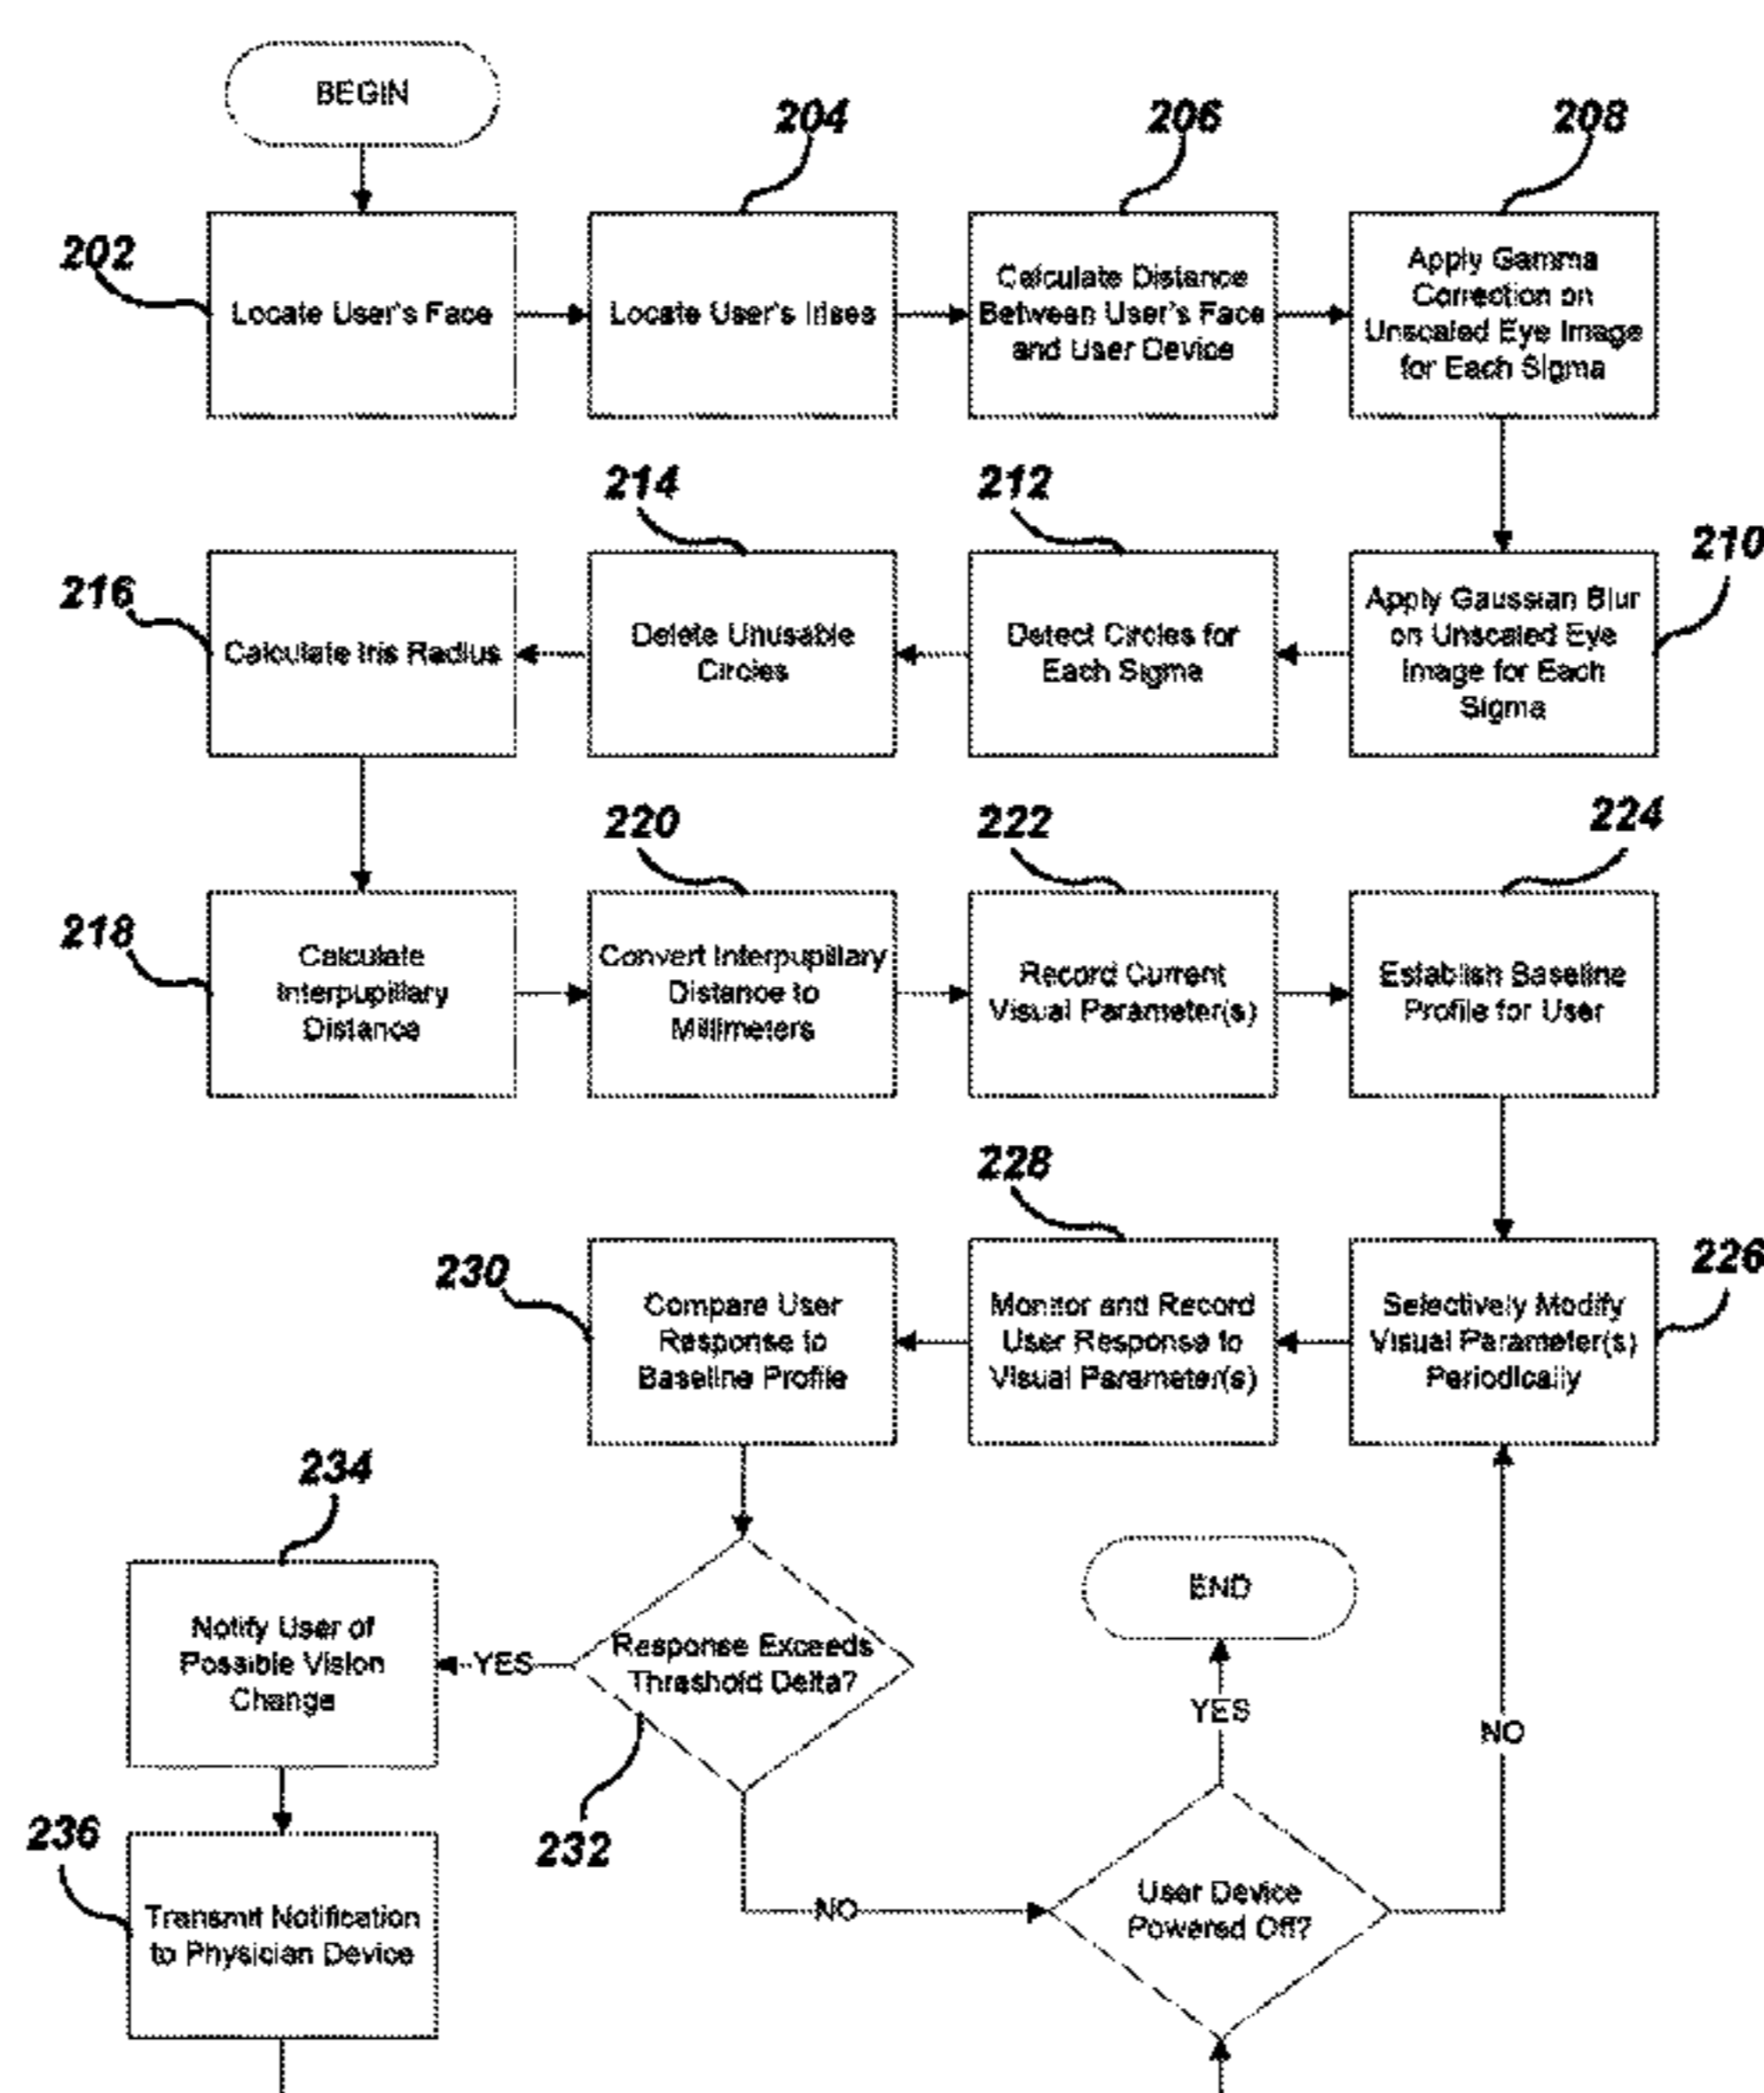 BEGIN
204
206
208
202
Locate User's Face
Locate User's Irises
Calculate Distance
Between User's Face
and User Device
Apply Gamma
Correction on
Unscaled Eye Image
for Each Sigma
214
212
210
216
Calculate Iris Radius
Delete Unusable
Circles
Detect Circles for
Each Sigma
Apply Gaussian Blur
on Unscaled Eye
Image for Each
Sigma
220
222
224
218
Calculate
Interpupillary
Distance
Convert Interpupillary
Distance to
Millimeters
Record Current
Visual Parameter(s)
Establish Baseline
Profile for User
228
230
226
Compare User
Response to
Baseline Profile
Monitor and Record
User Response to
Visual Parameter(s)
Selectively Modify
Visual Parameter(s)
Periodically
234
Notify User of
Possible Vision
Change
YES
Response Exceeds
Threshold Delta?
END
YES
NO
232
236
Transmit Notification
to Physician Device
NO
User Device
Powered Off?